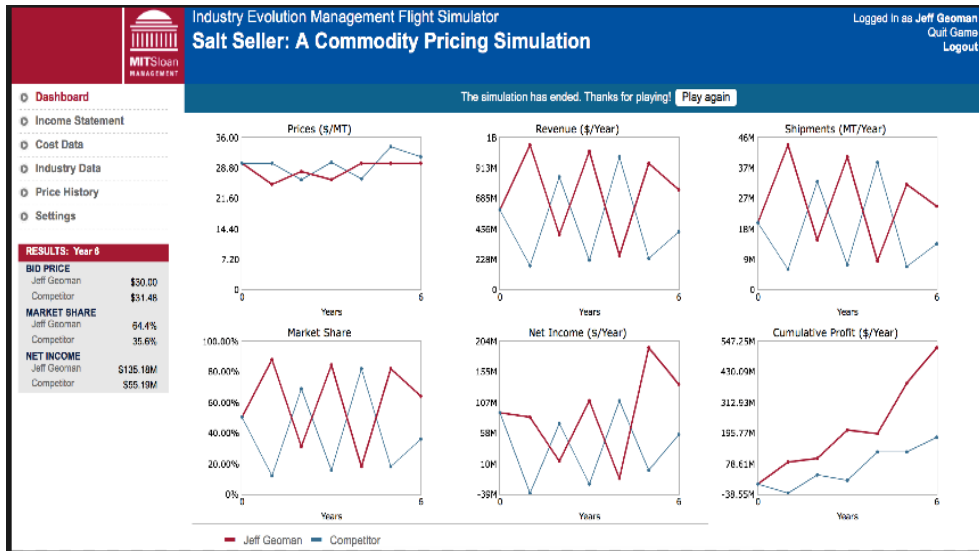 Industry Evolution Management Flight Simulator
Salt Seller: A Commodity Pricing Simulation
Logged in as Jeff Geoman
Quit Game
Logout
MITSloan
MANAGEMENT
The simulation has ended. Thanks for playing! Play again
Dashboard
Income Statement
Cost Data
Industry Data
Price History
Settings
RESULTS: Year 6
BID PRICE
Jeff Geoman $30.00
Competitor $31.48
MARKET SHARE
Jeff Geoman 64.4%
Competitor 35.6%
NET INCOME
Jeff Geoman $135.18M
Competitor $55.19M
Prices ($/MT)
36.00
28.80
21.60
14.40
7.20
0
0 6
Years
Revenue ($/Year)
1B
913M
685M
456M
228M
0
0 6
Years
Shipments (MT/Year)
46M
37M
27M
18M
9M
0
0 6
Years
Market Share
100.00%
80.00%
60.00%
40.00%
20.00%
0%
0 6
Years
Net Income ($/Year)
204M
155M
107M
58M
10M
-39M
0 6
Years
Cumulative Profit ($/Year)
547.25M
430.09M
312.93M
195.77M
78.61M
-38.55M
0 6
Years
Jeff Geoman Competitor